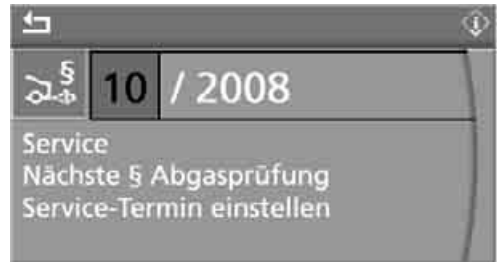 §
10 / 2008
Service
Nächste § Abgasprüfung
Service-Termin einstellen